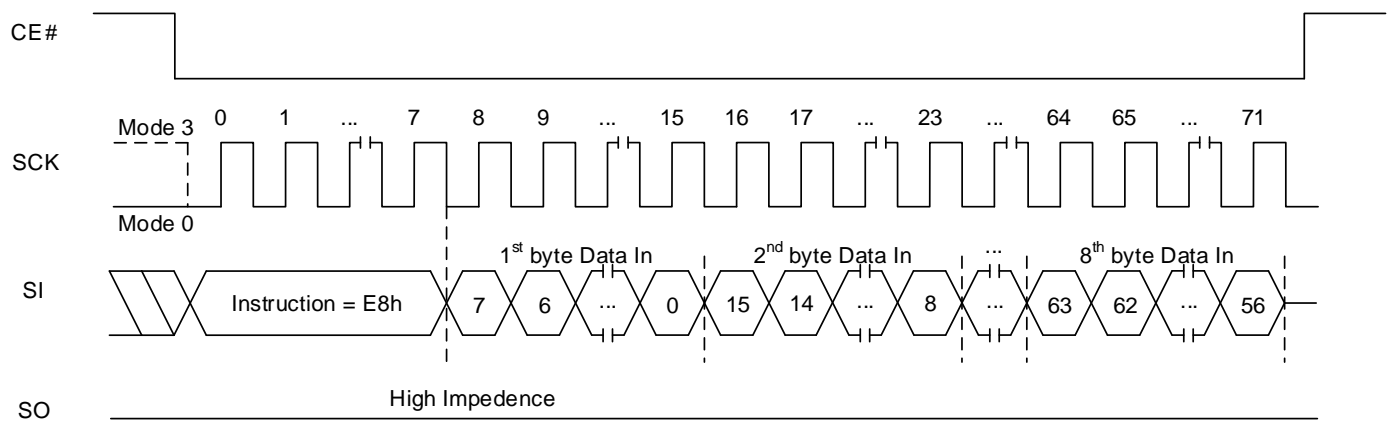 CE#
0 1 ... 7 8 9 ... 15 16 17 ... 23 ... 64 65 ... 71
Mode 3
SCK
Mode 0
1st byte Data In 2nd byte Data In ... 8th byte Data In
SI Instruction = E8h 7 6 ... 0 15 14 ... 8 ... 63 62 ... 56
High Impedence
SO